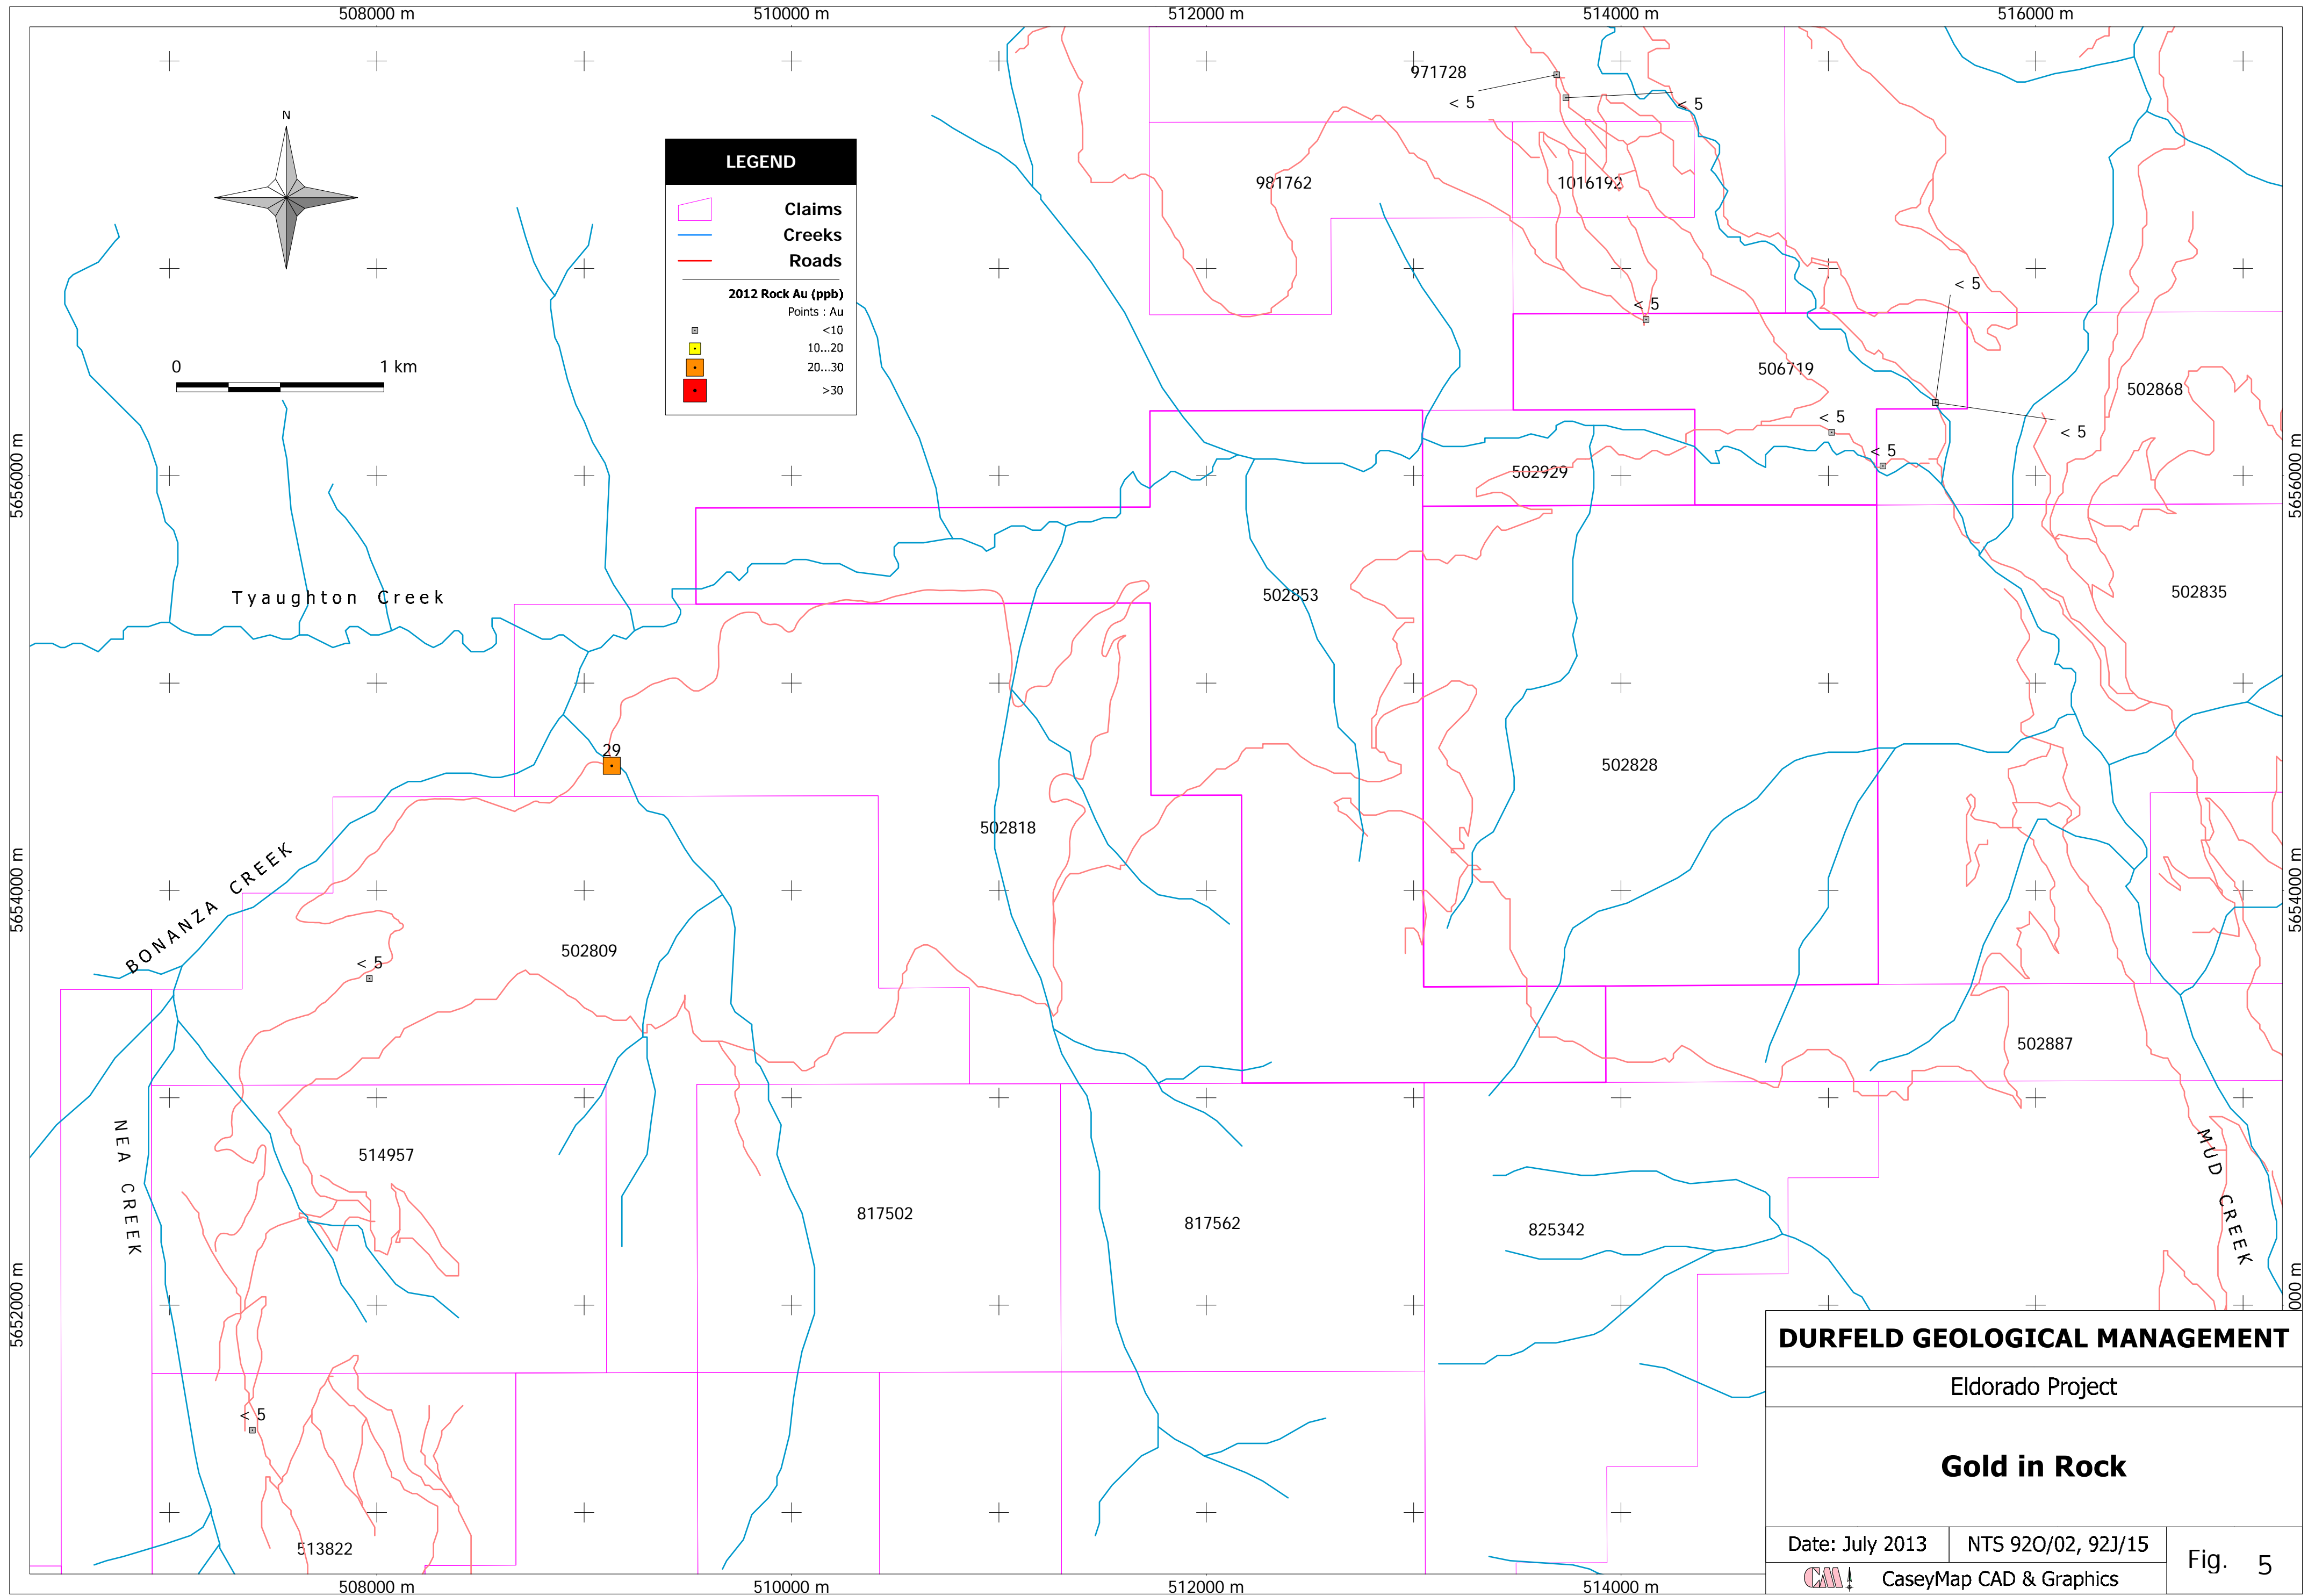 508000 m
510000 m
512000 m
514000 m
516000 m
971728
< 5
< 5
N
LEGEND
Claims
Creeks
Roads
2012 Rock Au (ppb)
Points : Au
<10
10...20
20...30
>30
981762
1016192
< 5
< 5
0
1 km
506719
502868
< 5
< 5
< 5
5656000 m
5656000 m
502929
Tyaughton Creek
502853
502835
29
502828
502818
5654000 m
5654000 m
BONANZA CREEK
502809
< 5
502887
NEA CREEK
514957
MUD CREEK
817502
817562
825342
5652000 m
000 m
DURFELD GEOLOGICAL MANAGEMENT
Eldorado Project
Gold in Rock
Date: July 2013
NTS 92O/02, 92J/15
CM
CaseyMap CAD & Graphics
Fig. 5
< 5
513822
508000 m
510000 m
512000 m
514000 m